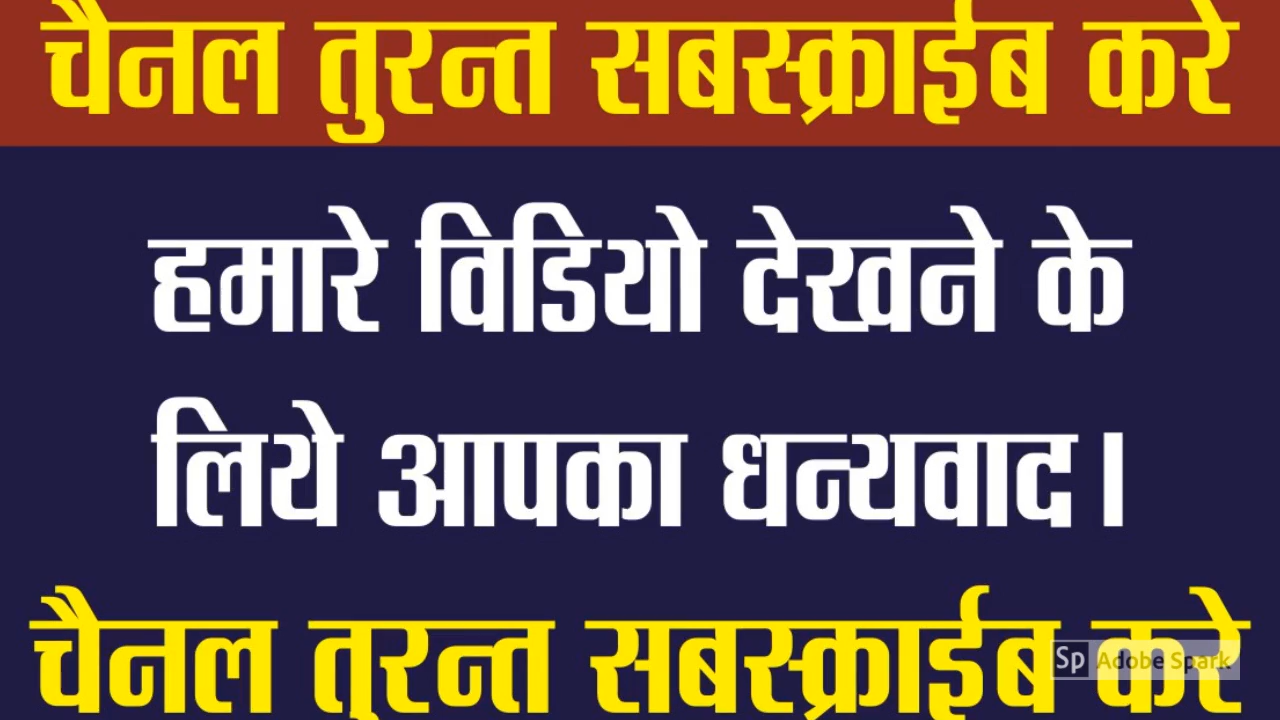 चैनल तुरन्त सबस्क्राईब करे
हमारे विडियो देखने के
लिये आपका धन्यवाद।
चैनल तुरन्त सबस्क्राईब करे
Sp Adobe Spark